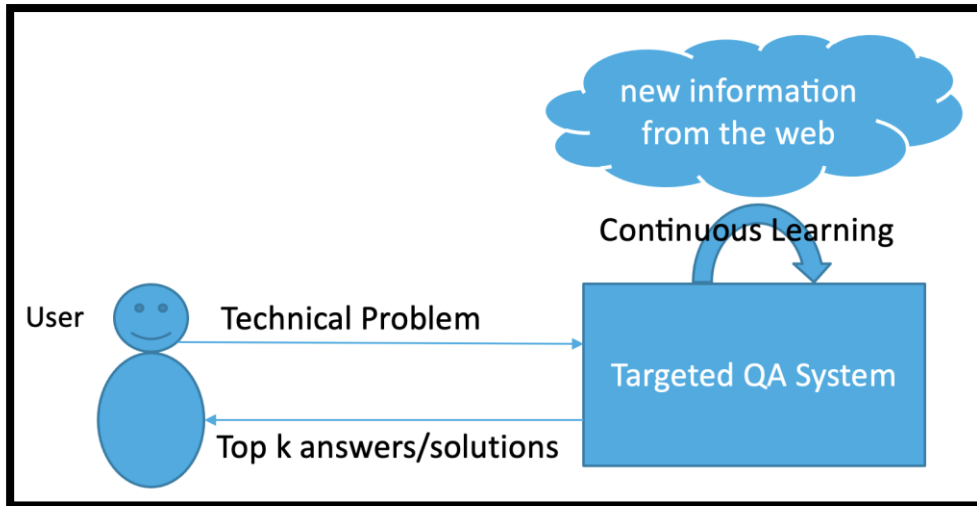 new information
from the web
Continuous Learning
User
Technical Problem
Targeted QA System
Top k answers/solutions